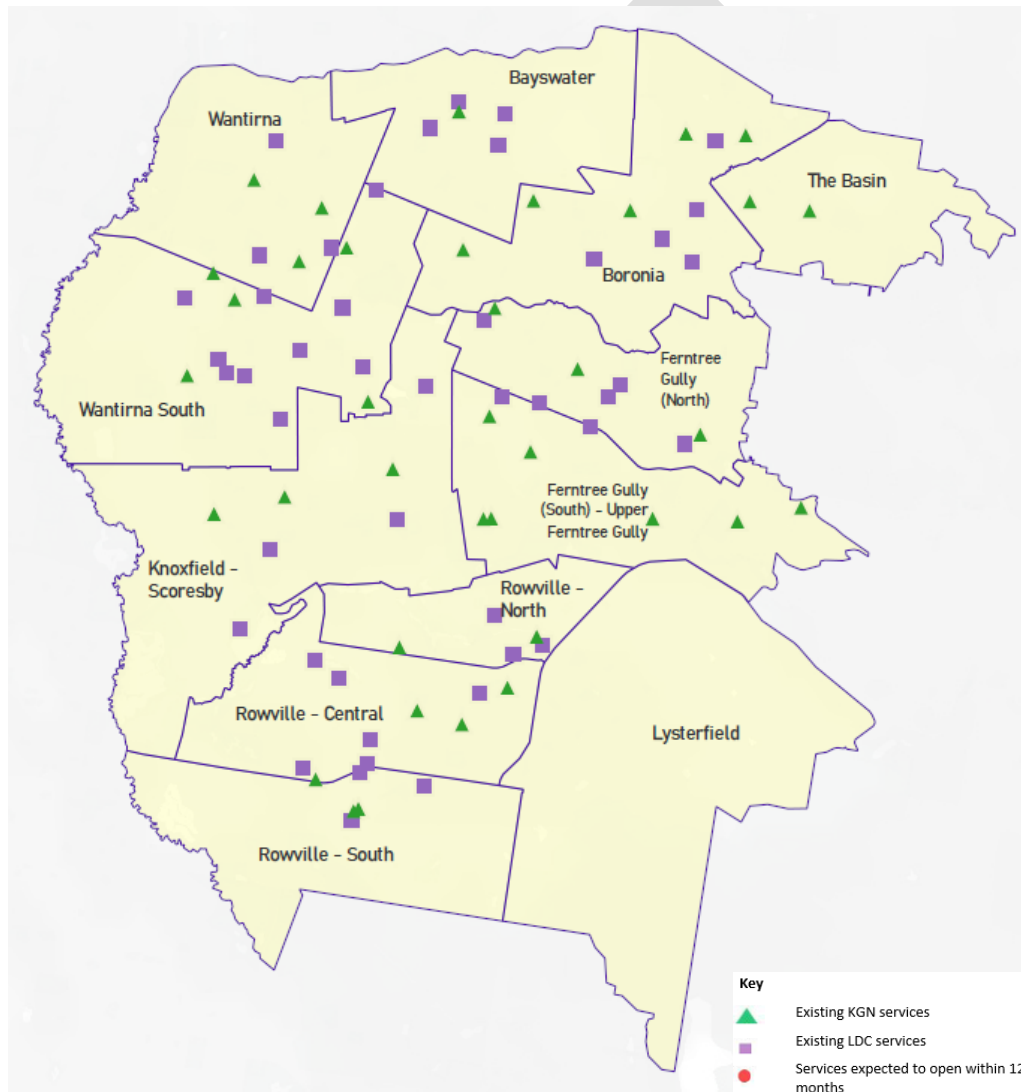 Bayswater
Wantirna
The Basin
Boronia
Ferntree
Gully
(North)
Wantirna South
Ferntree Gully
(South) - Upper
Ferntree Gully
Knoxfield -
Scoresby
Rowville -
North
Rowville - Central
Lysterfield
Rowville - South
Key
Existing KGN services
Existing LDC services
Services expected to open within 12
months